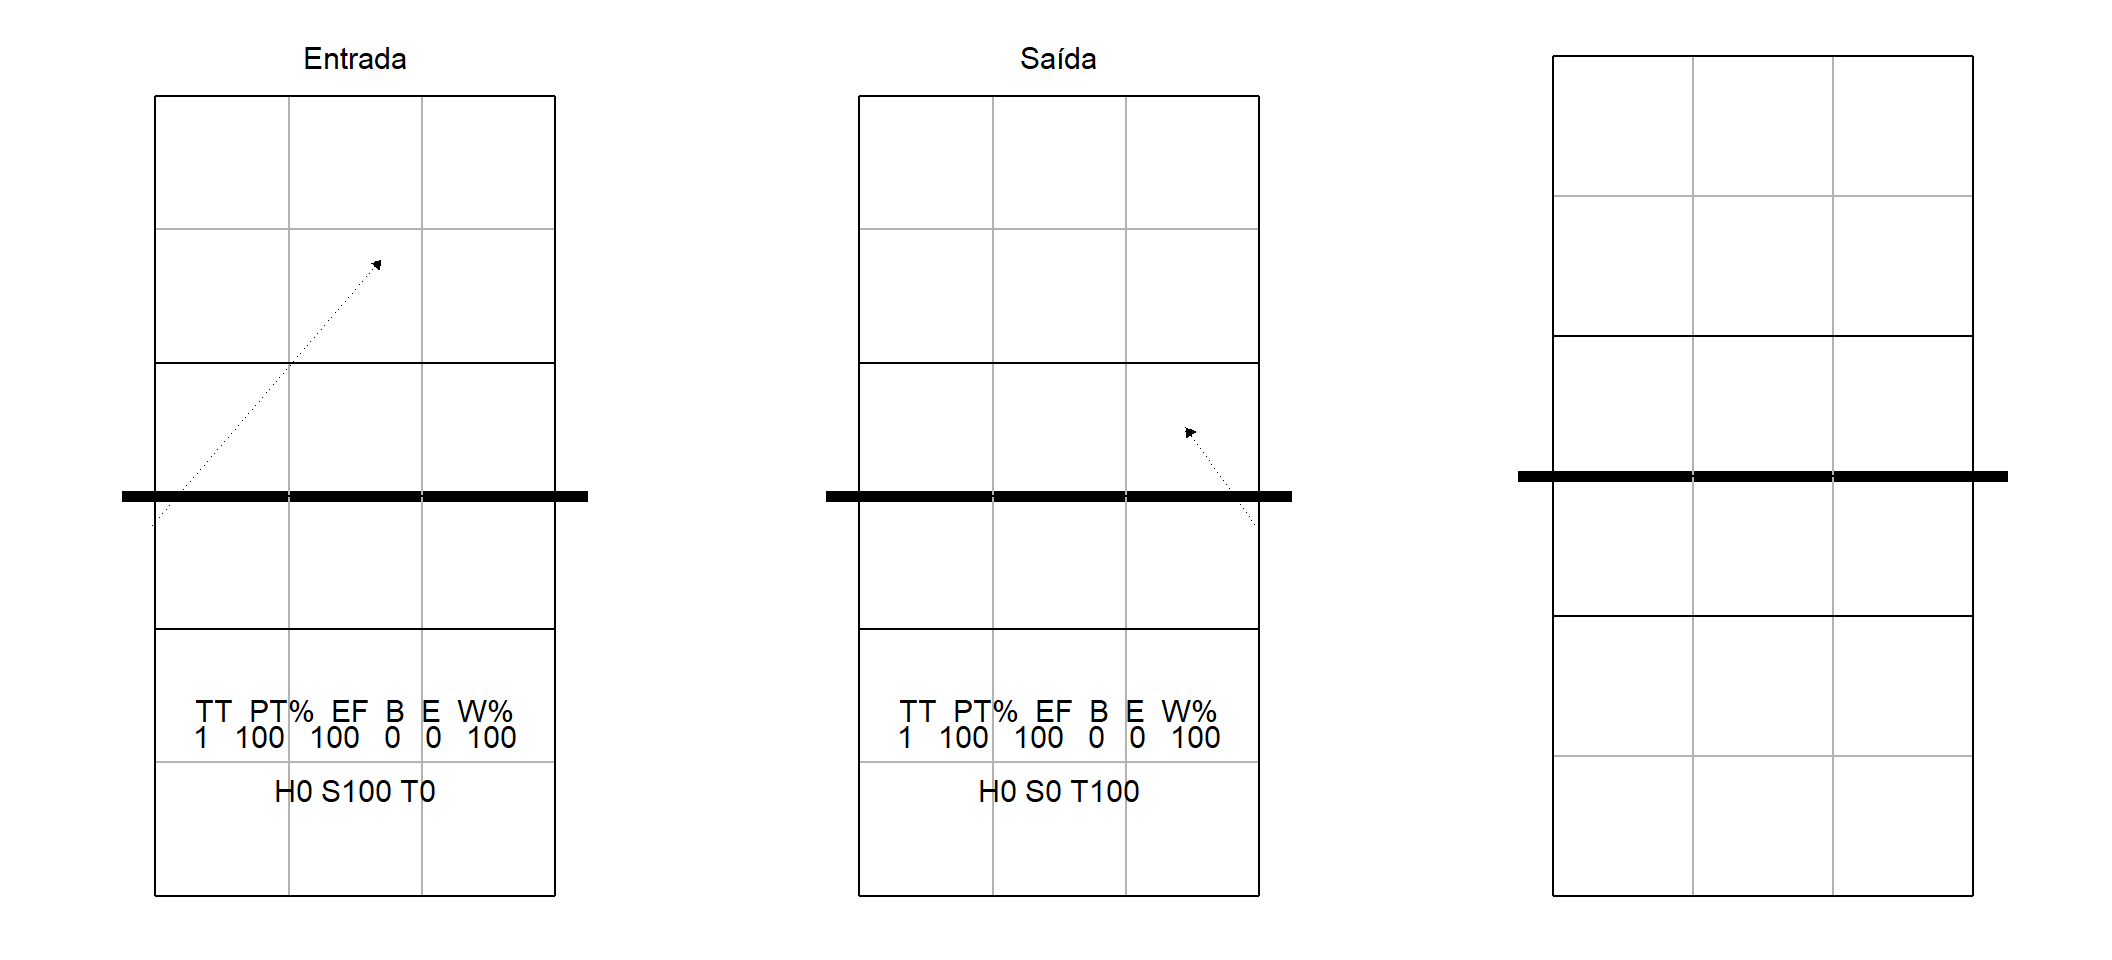 Entrada
TT PT% EF B E W%
1 100 100 0 0 100
H0 S100 T0
Saída
TT PT% EF B E W%
1 100 100 0 0 100
H0 S0 T100